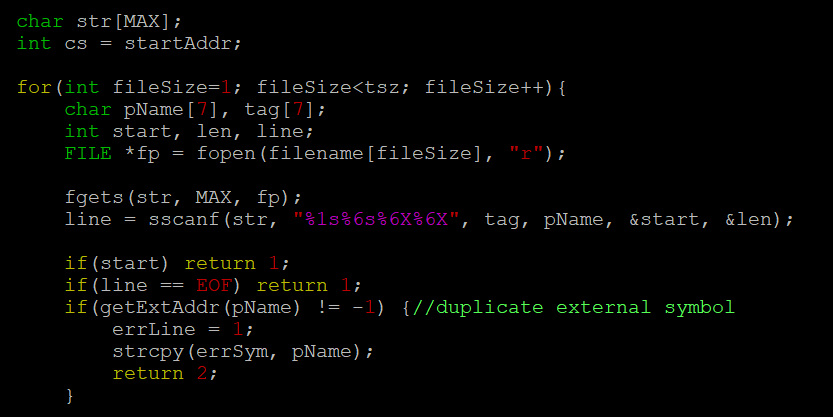 char str[MAX];
int cs = startAddr;
for(int fileSize=1; fileSize<tsz; fileSize++){
char pName[7], tag[7];
int start, len, line;
FILE *fp = fopen(filename[fileSize], "r");
fgets(str, MAX, fp);
line = sscanf(str, "%1s%6s%6X%6X", tag, pName, &start, &len);
if(start) return 1;
if(line == EOF) return 1;
if(getExtAddr(pName) != -1) {//duplicate external symbol
errLine = 1;
strcpy(errSym, pName);
return 2;
}